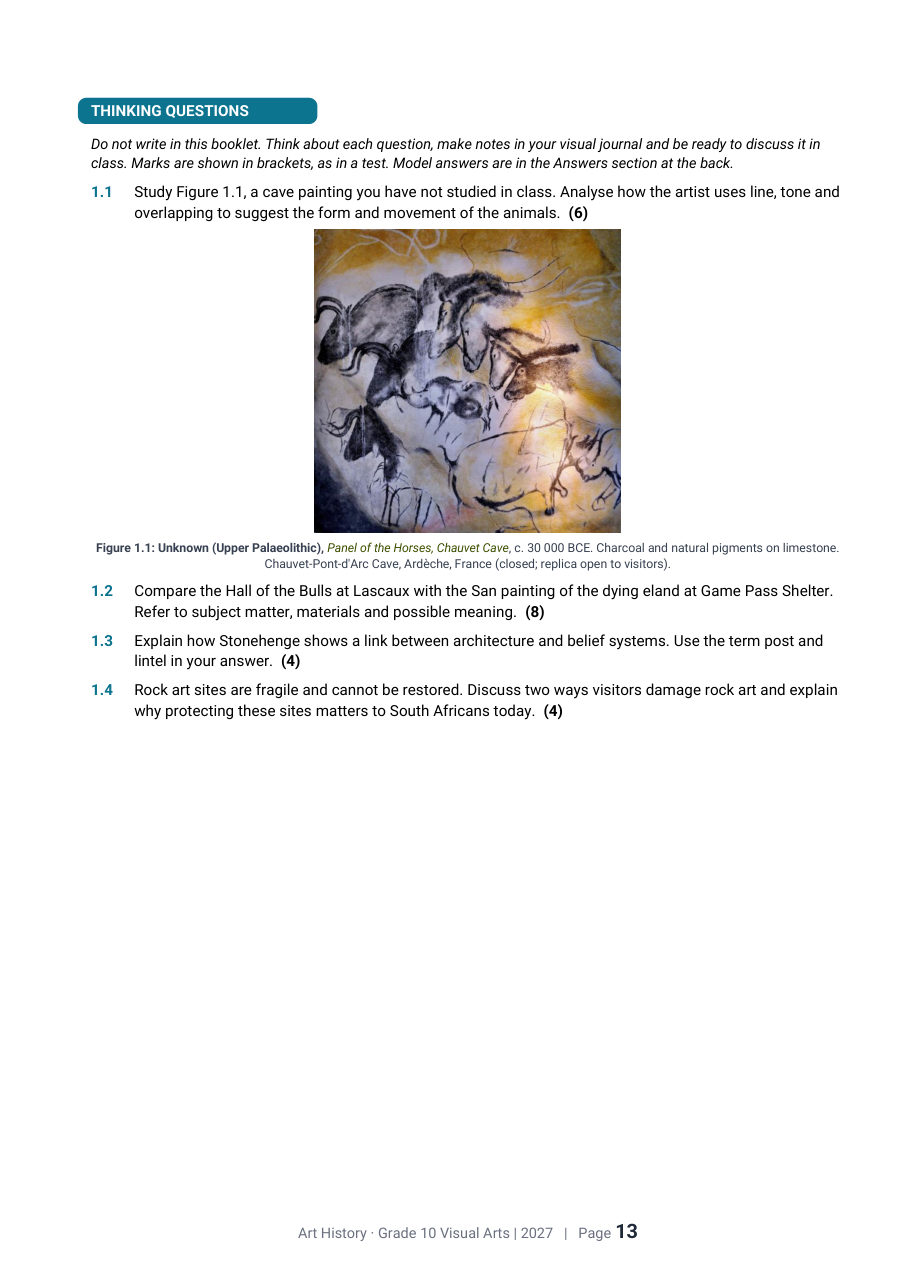 THINKING QUESTIONS
Do not write in this booklet. Think about each question, make notes in your visual journal and be ready to discuss it in
class. Marks are shown in brackets, as in a test. Model answers are in the Answers section at the back.
1.1 Study Figure 1.1, a cave painting you have not studied in class. Analyse how the artist uses line, tone and
overlapping to suggest the form and movement of the animals. (6)
Figure 1.1: Unknown (Upper Palaeolithic), Panel of the Horses, Chauvet Cave, c. 30 000 BCE. Charcoal and natural pigments on limestone.
Chauvet-Pont-d'Arc Cave, Ardèche, France (closed; replica open to visitors).
1.2 Compare the Hall of the Bulls at Lascaux with the San painting of the dying eland at Game Pass Shelter.
Refer to subject matter, materials and possible meaning. (8)
1.3 Explain how Stonehenge shows a link between architecture and belief systems. Use the term post and
lintel in your answer. (4)
1.4 Rock art sites are fragile and cannot be restored. Discuss two ways visitors damage rock art and explain
why protecting these sites matters to South Africans today. (4)
Art History · Grade 10 Visual Arts | 2027 | Page 13